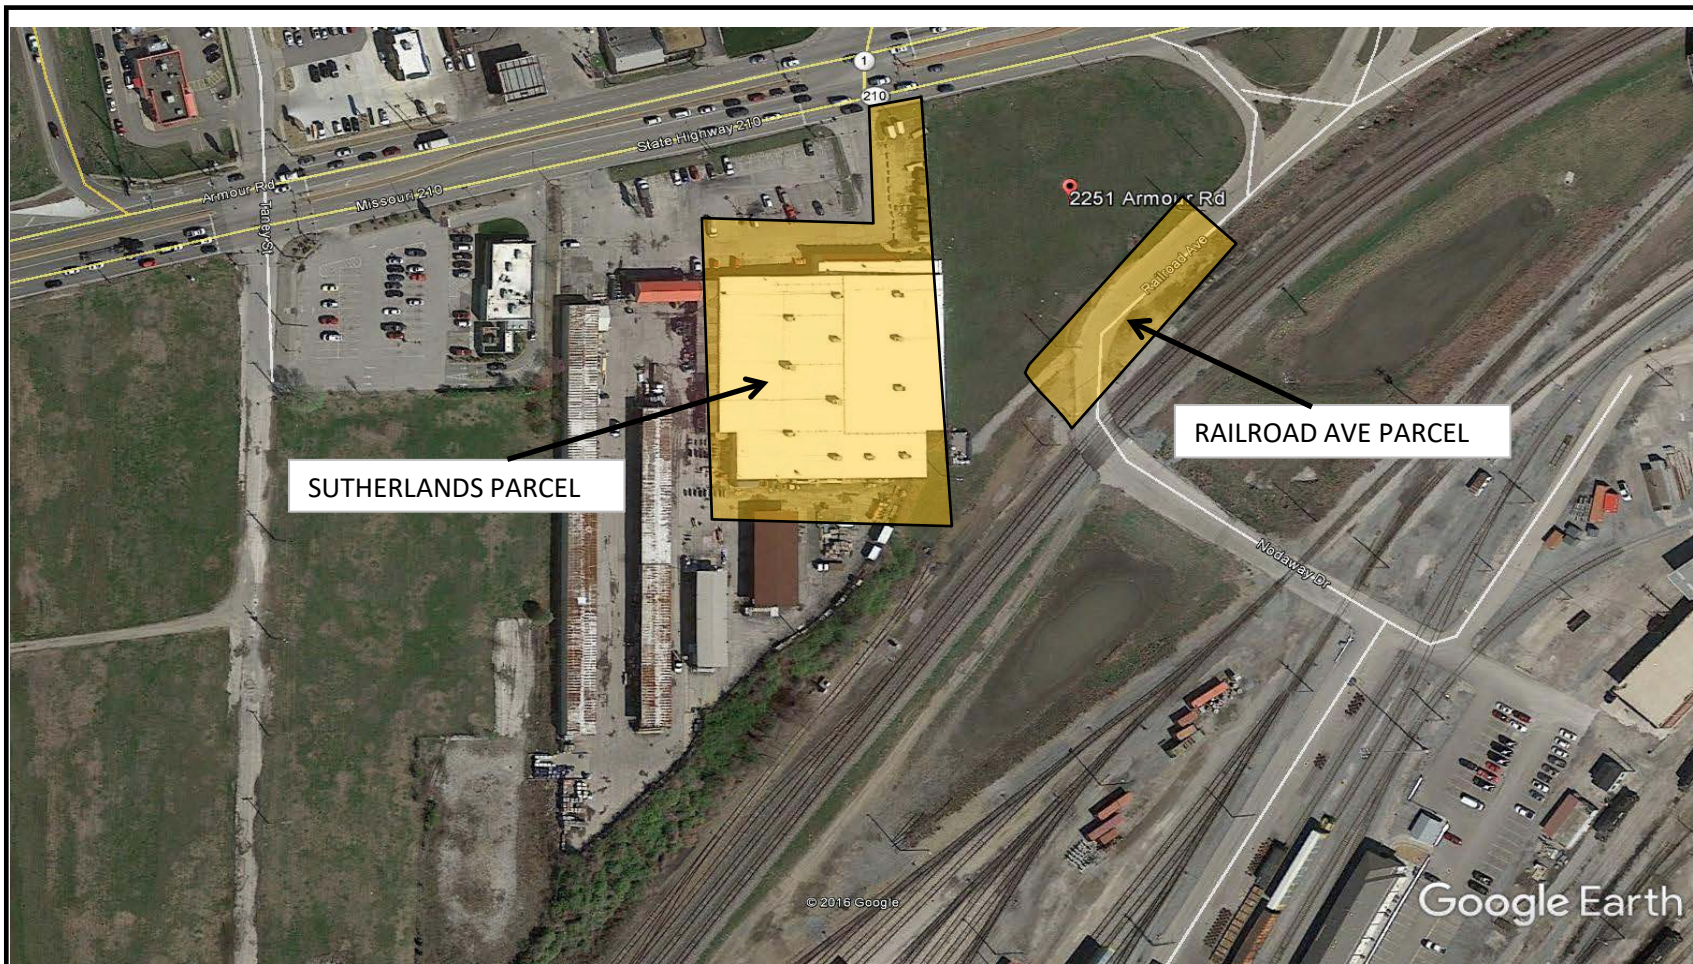 1
210
State Highway 210
Armour Rd
Missouri 210
Taney St
2251 Armour Rd
Railroad Ave
RAILROAD AVE PARCEL
SUTHERLANDS PARCEL
Nodaway Dr
© 2016 Google
Google Earth